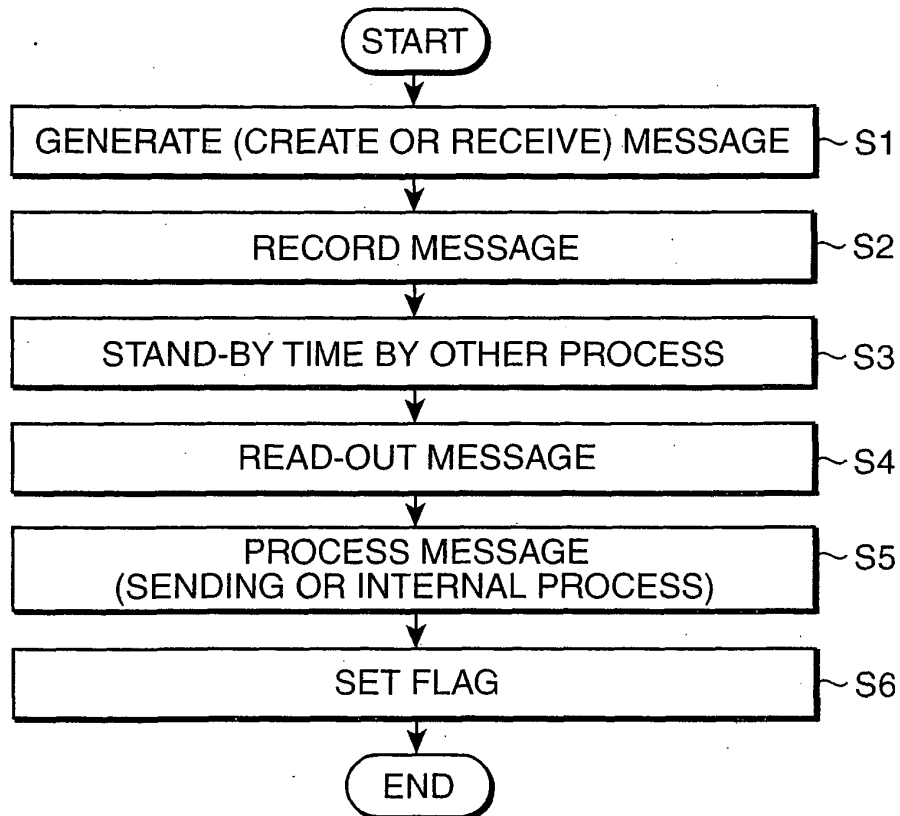 START
GENERATE (CREATE OR RECEIVE) MESSAGE
S1
RECORD MESSAGE
S2
STAND-BY TIME BY OTHER PROCESS
S3
READ-OUT MESSAGE
S4
PROCESS MESSAGE
(SENDING OR INTERNAL PROCESS)
S5
SET FLAG
S6
END